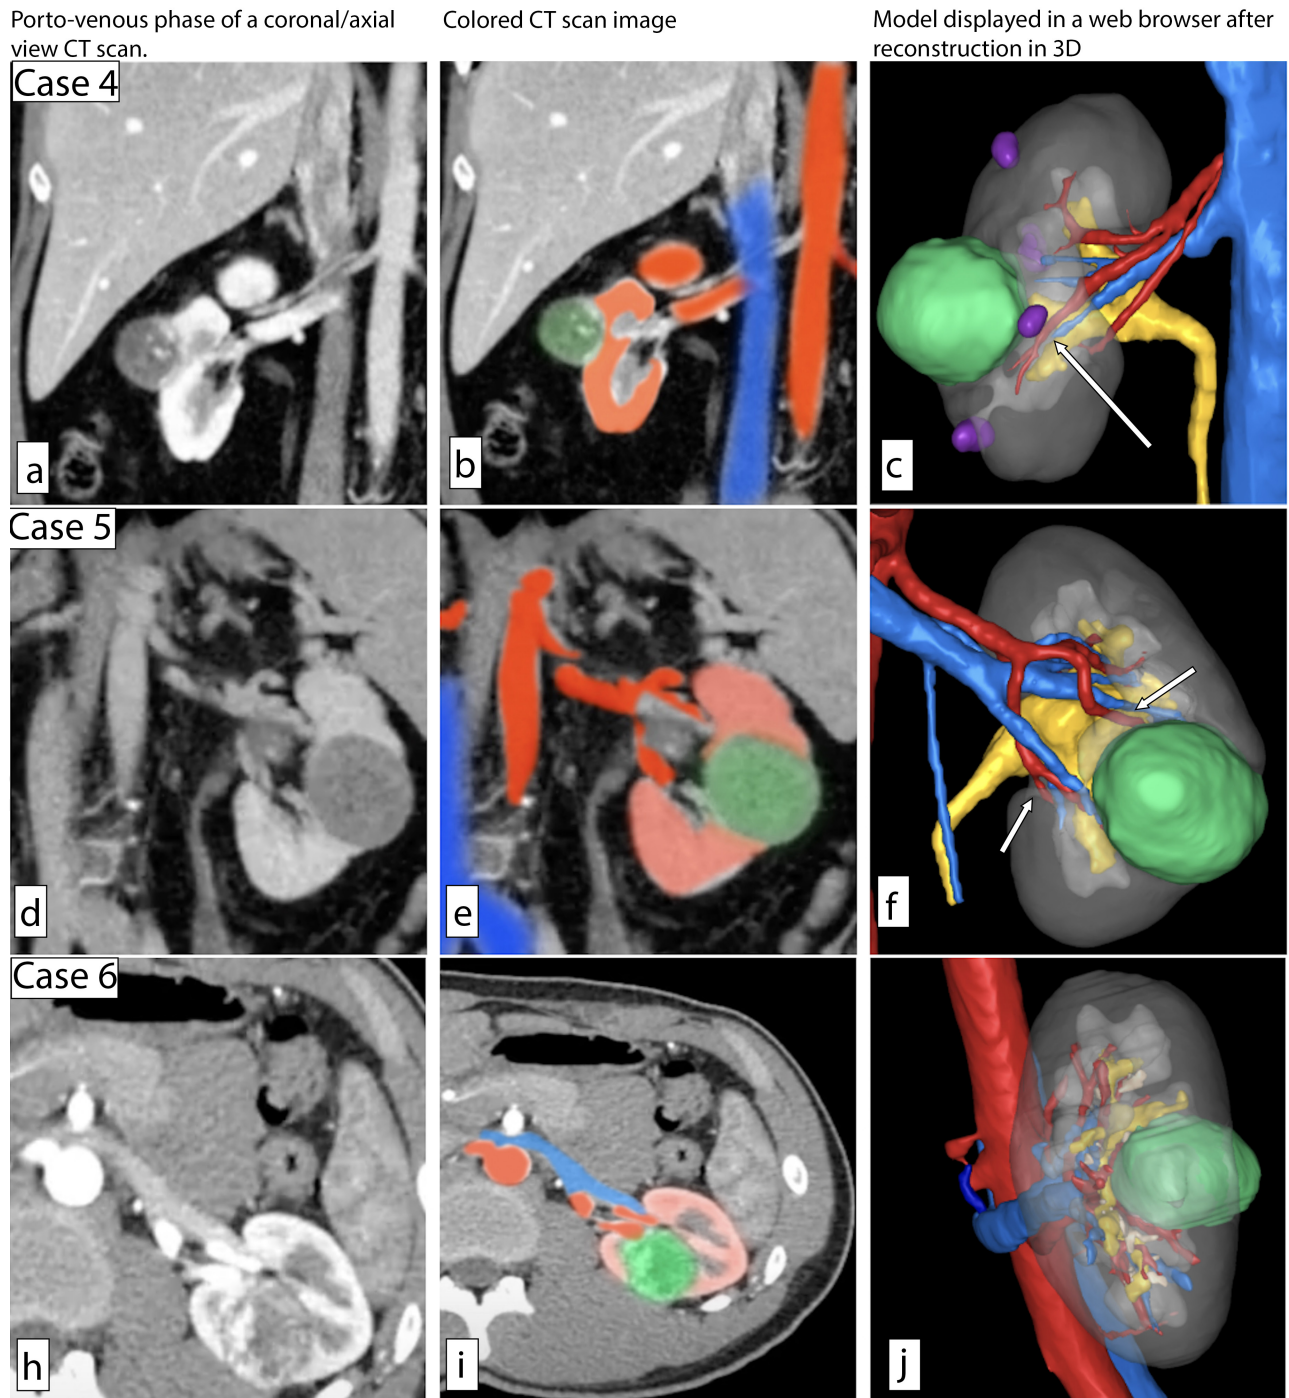 Porto-venous phase of a coronal/axial
view CT scan.
Colored CT scan image
Model displayed in a web browser after
reconstruction in 3D
Case 4
a
b
c
Case 5
d
e
f
Case 6
h
i
j